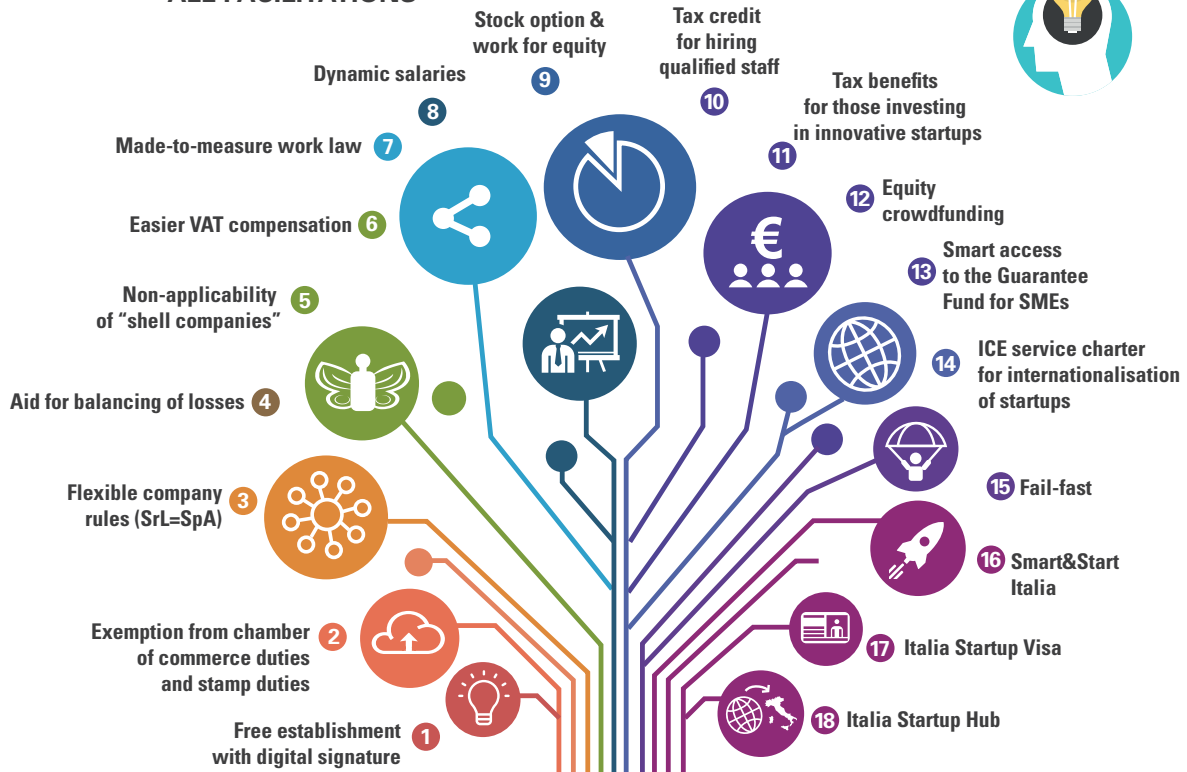 ALL FACILITATIONS
Stock option &
work for equity
9
Tax credit
for hiring
qualified staff
10
Dynamic salaries
8
Tax benefits
for those investing
in innovative startups
11
Made-to-measure work law 7
12 Equity
crowdfunding
Easier VAT compensation 6
13 Smart access
to the Guarantee
Fund for SMEs
Non-applicability 5
of “shell companies”
14 ICE service charter
for internationalisation
of startups
Aid for balancing of losses 4
€
Flexible company 3
rules (SrL=SpA)
15 Fail-fast
16 Smart&Start
Italia
Exemption from chamber 2
of commerce duties
and stamp duties
17 Italia Startup Visa
18 Italia Startup Hub
Free establishment 1
with digital signature